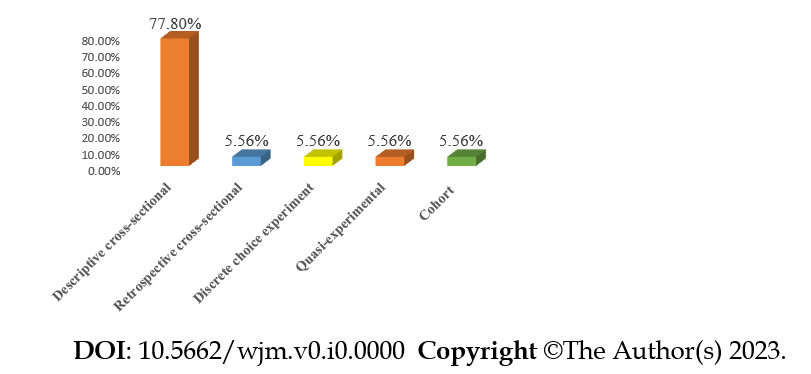 77.80%
80.00%
70.00%
60.00%
50.00%
40.00%
30.00%
20.00%
10.00%
0.00%
5.56%
5.56%
5.56%
5.56%
Descriptive cross-sectional
Retrospective cross-sectional
Discrete choice experiment
Quasi-experimental
Cohort
DOI: 10.5662/wjm.v0.i0.0000 Copyright ©The Author(s) 2023.